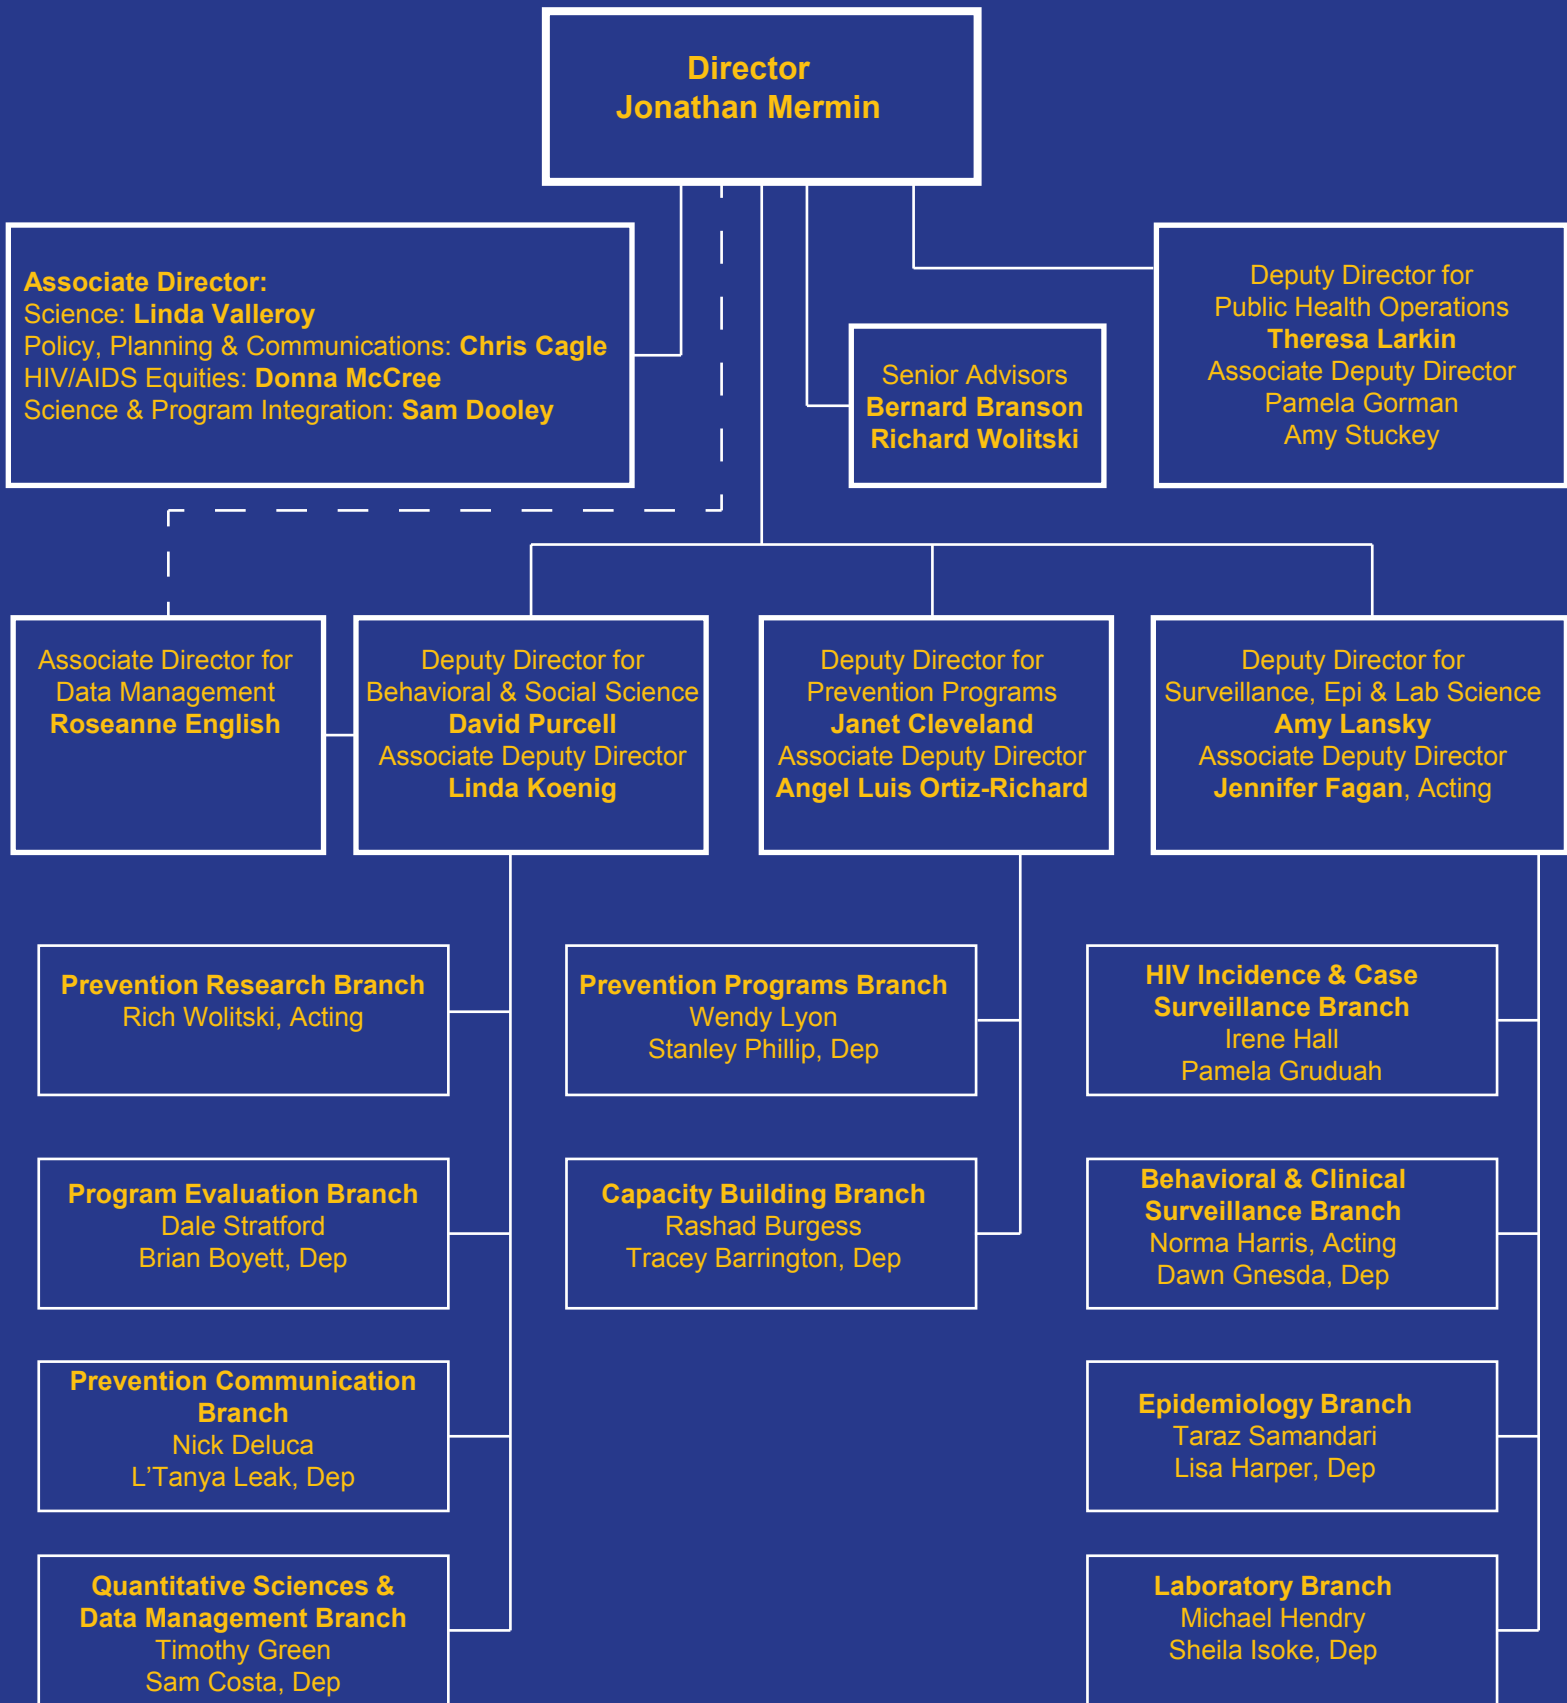 Director
Jonathan Mermin
Associate Director:
Science: Linda Valleroy
Policy, Planning & Communications: Chris Cagle
HIV/AIDS Equities: Donna McCree
Science & Program Integration: Sam Dooley
Senior Advisors
Bernard Branson
Richard Wolitski
Deputy Director for
Public Health Operations
Theresa Larkin
Associate Deputy Director
Pamela Gorman
Amy Stuckey
Associate Director for
Data Management
Roseanne English
Deputy Director for
Behavioral & Social Science
David Purcell
Associate Deputy Director
Linda Koenig
Deputy Director for
Prevention Programs
Janet Cleveland
Associate Deputy Director
Angel Luis Ortiz-Richard
Deputy Director for
Surveillance, Epi & Lab Science
Amy Lansky
Associate Deputy Director
Jennifer Fagan, Acting
Prevention Research Branch
Rich Wolitski, Acting
Prevention Programs Branch
Wendy Lyon
Stanley Phillip, Dep
HIV Incidence & Case
Surveillance Branch
Irene Hall
Pamela Gruduah
Program Evaluation Branch
Dale Stratford
Brian Boyett, Dep
Capacity Building Branch
Rashad Burgess
Tracey Barrington, Dep
Behavioral & Clinical
Surveillance Branch
Norma Harris, Acting
Dawn Gnesda, Dep
Prevention Communication
Branch
Nick Deluca
L'Tanya Leak, Dep
Epidemiology Branch
Taraz Samandari
Lisa Harper, Dep
Quantitative Sciences &
Data Management Branch
Timothy Green
Sam Costa, Dep
Laboratory Branch
Michael Hendry
Sheila Isoke, Dep